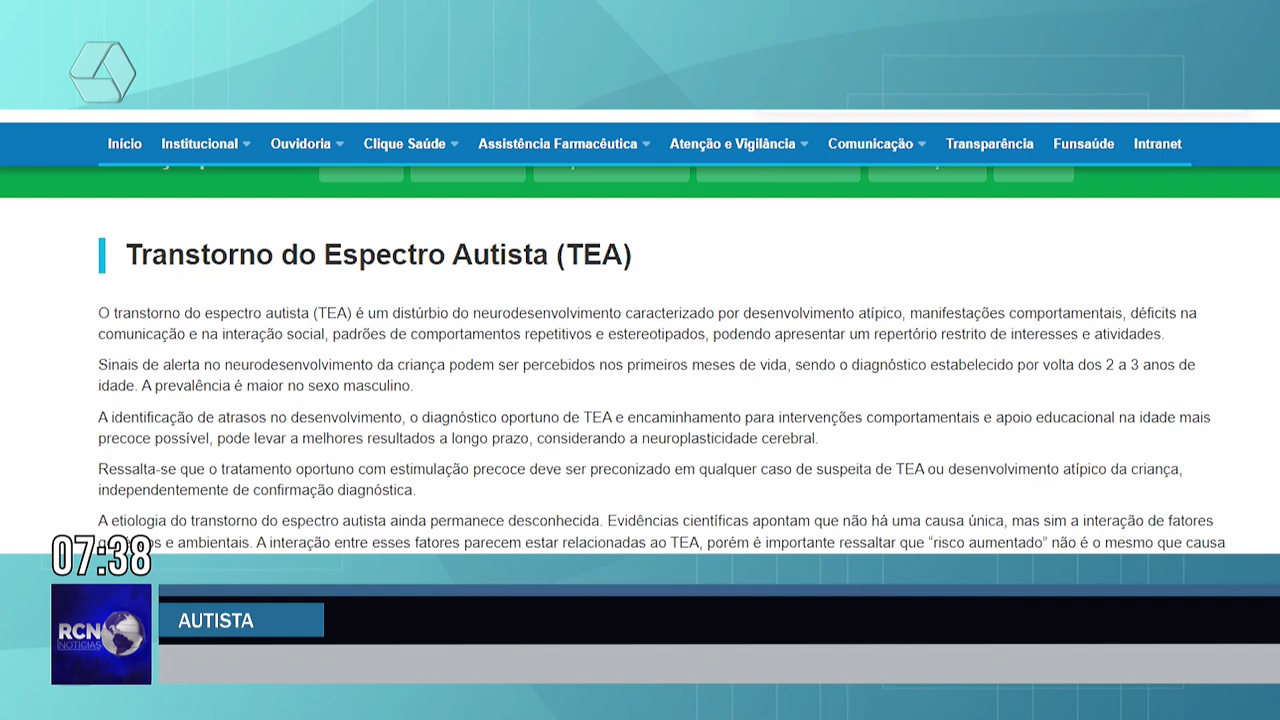 Início Institucional Ouvidoria Clique Saúde Assistência Farmacêutica Atenção e Vigilância Comunicação Transparência Funsaúde Intranet
Transtorno do Espectro Autista (TEA)
O transtorno do espectro autista (TEA) é um distúrbio do neurodesenvolvimento caracterizado por desenvolvimento atípico, manifestações comportamentais, déficits na
comunicação e na interação social, padrões de comportamentos repetitivos e estereotipados, podendo apresentar um repertório restrito de interesses e atividades.
Sinais de alerta no neurodesenvolvimento da criança podem ser percebidos nos primeiros meses de vida, sendo o diagnóstico estabelecido por volta dos 2 a 3 anos de
idade. A prevalência é maior no sexo masculino.
A identificação de atrasos no desenvolvimento, o diagnóstico oportuno de TEA e encaminhamento para intervenções comportamentais e apoio educacional na idade mais
precoce possível, pode levar a melhores resultados a longo prazo, considerando a neuroplasticidade cerebral.
Ressalta-se que o tratamento oportuno com estimulação precoce deve ser preconizado em qualquer caso de suspeita de TEA ou desenvolvimento atípico da criança,
independentemente de confirmação diagnóstica.
A etiologia do transtorno do espectro autista ainda permanece desconhecida. Evidências científicas apontam que não há uma causa única, mas sim a interação de fatores
e ambientais. A interação entre esses fatores parecem estar relacionadas ao TEA, porém é importante ressaltar que “risco aumentado” não é o mesmo que causa
07:38
AUTISTA
RCN
NOTÍCIAS